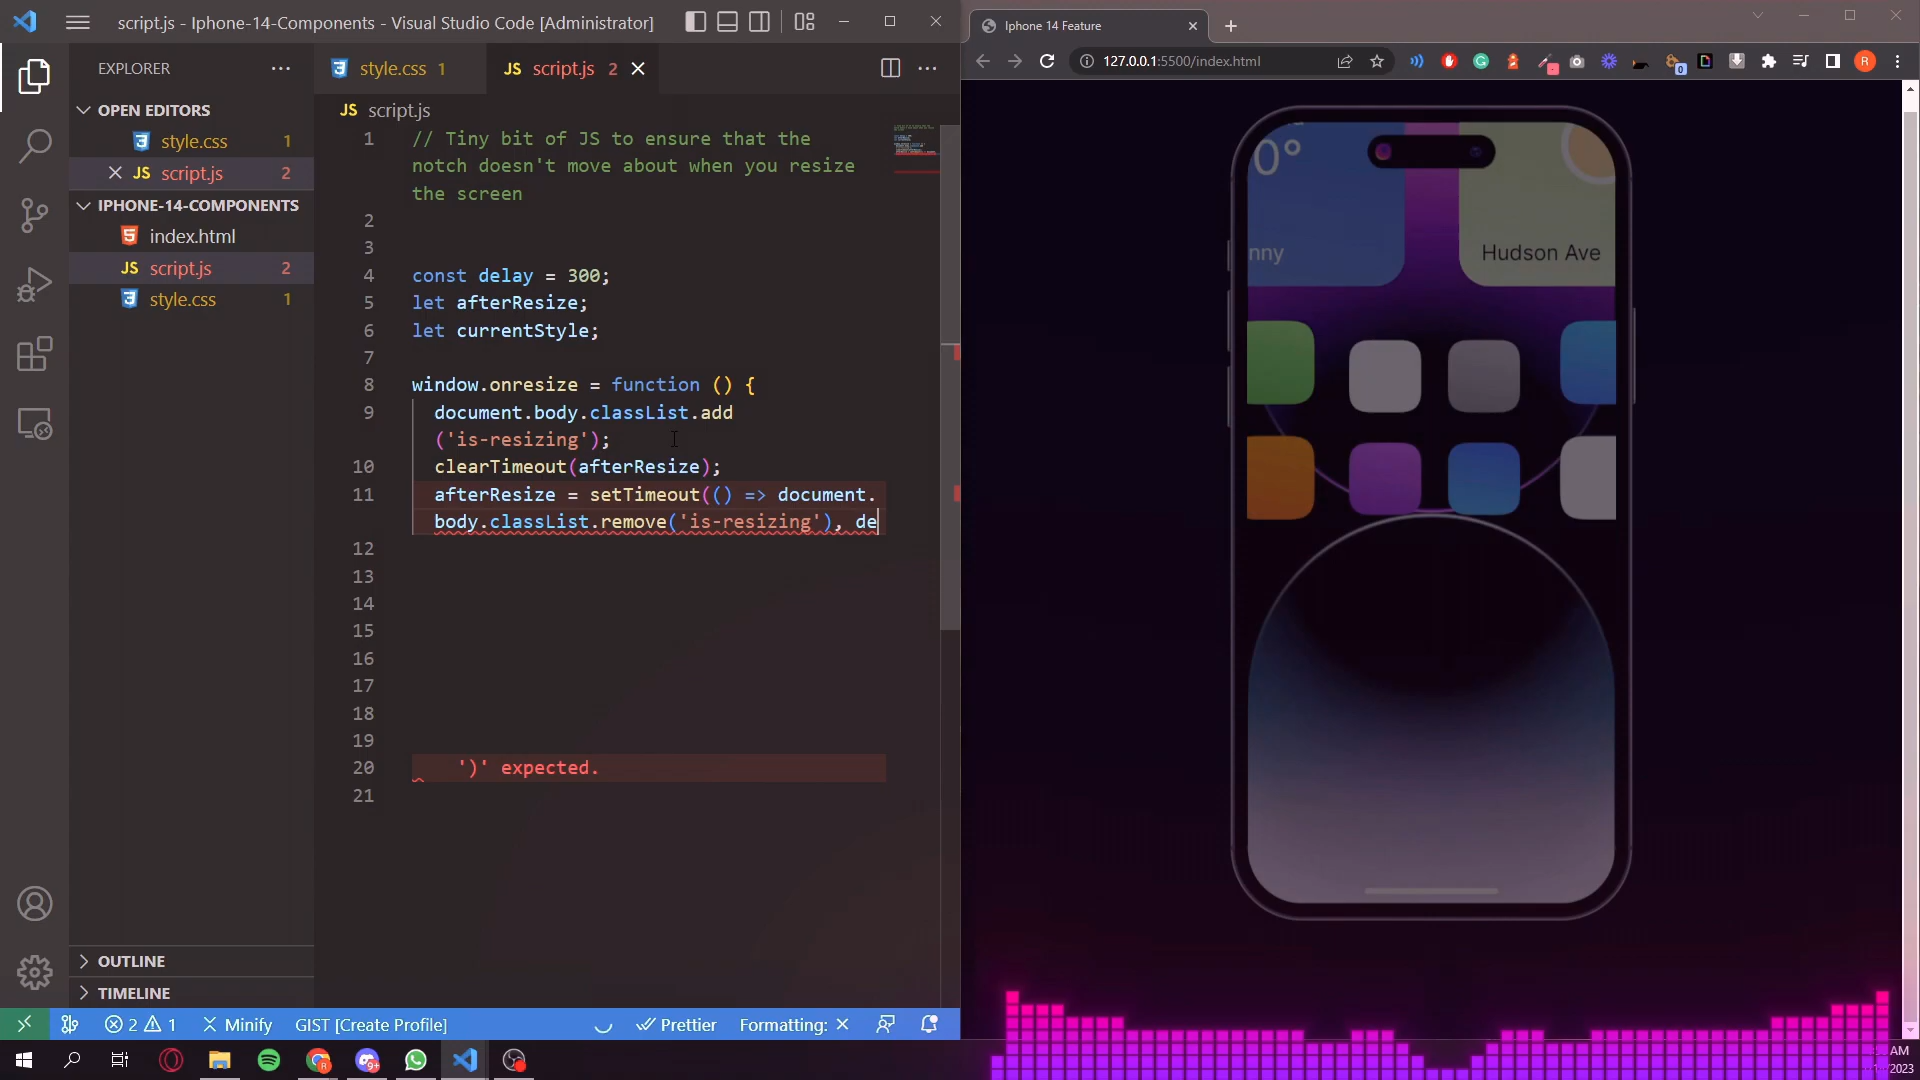 script.js - Iphone-14-Components - Visual Studio Code [Administrator]
EXPLORER
style.css 1
JS script.js 2
OPEN EDITORS
style.css 1
JS script.js 2
IPHONE-14-COMPONENTS
index.html
JS script.js 2
style.css 1
OUTLINE
TIMELINE
JS script.js
1 // Tiny bit of JS to ensure that the
notch doesn't move about when you resize
the screen
2
3
4 const delay = 300;
5 let afterResize;
6 let currentStyle;
7
8 window.onresize = function () {
9 document.body.classList.add
('is-resizing');
10 clearTimeout(afterResize);
11 afterResize = setTimeout(() => document.
body.classList.remove('is-resizing'), de
12
13
14
15
16
17
18
19
20 ')' expected.
21
2 1 Minify GIST [Create Profile] Prettier Formatting:
Iphone 14 Feature
127.0.0.1:5500/index.html
R
0
0°
nny
Hudson Ave
R
9+
AM
2023